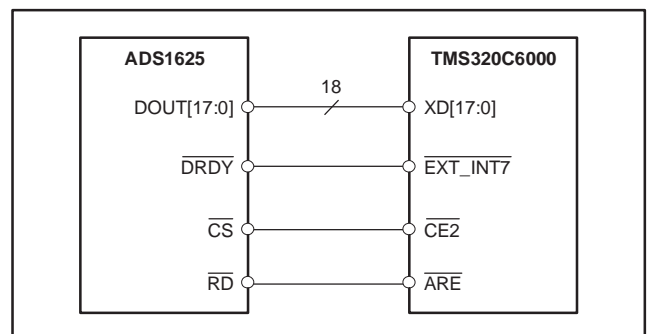 ADS1625 TMS320C6000
18
DOUT[17:0] XD[17:0]
DRDY EXT_INT7
CS CE2
RD ARE